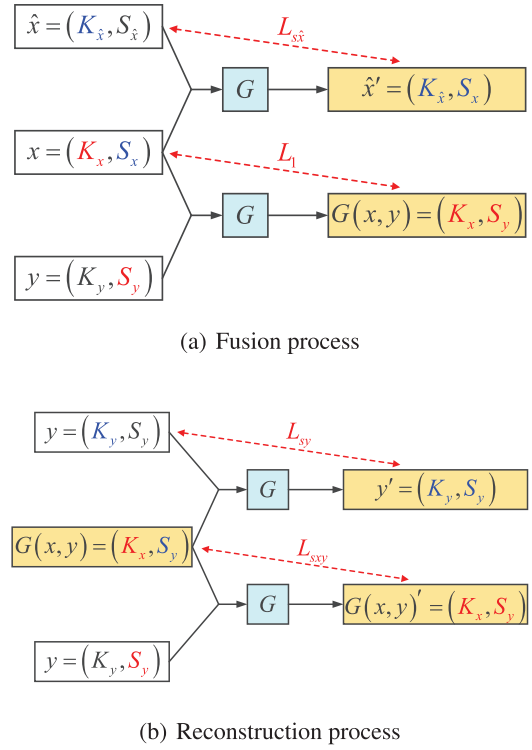 x̂ = (K_x̂, S_x̂)
L_sx̂
G
x̂′ = (K_x̂, S_x)
x = (K_x, S_x)
L_1
G
G(x, y) = (K_x, S_y)
y = (K_y, S_y)
(a) Fusion process
y = (K_y, S_y)
L_sy
G
y′ = (K_y, S_y)
G(x, y) = (K_x, S_y)
L_sxy
G
G(x, y)′ = (K_x, S_y)
y = (K_y, S_y)
(b) Reconstruction process